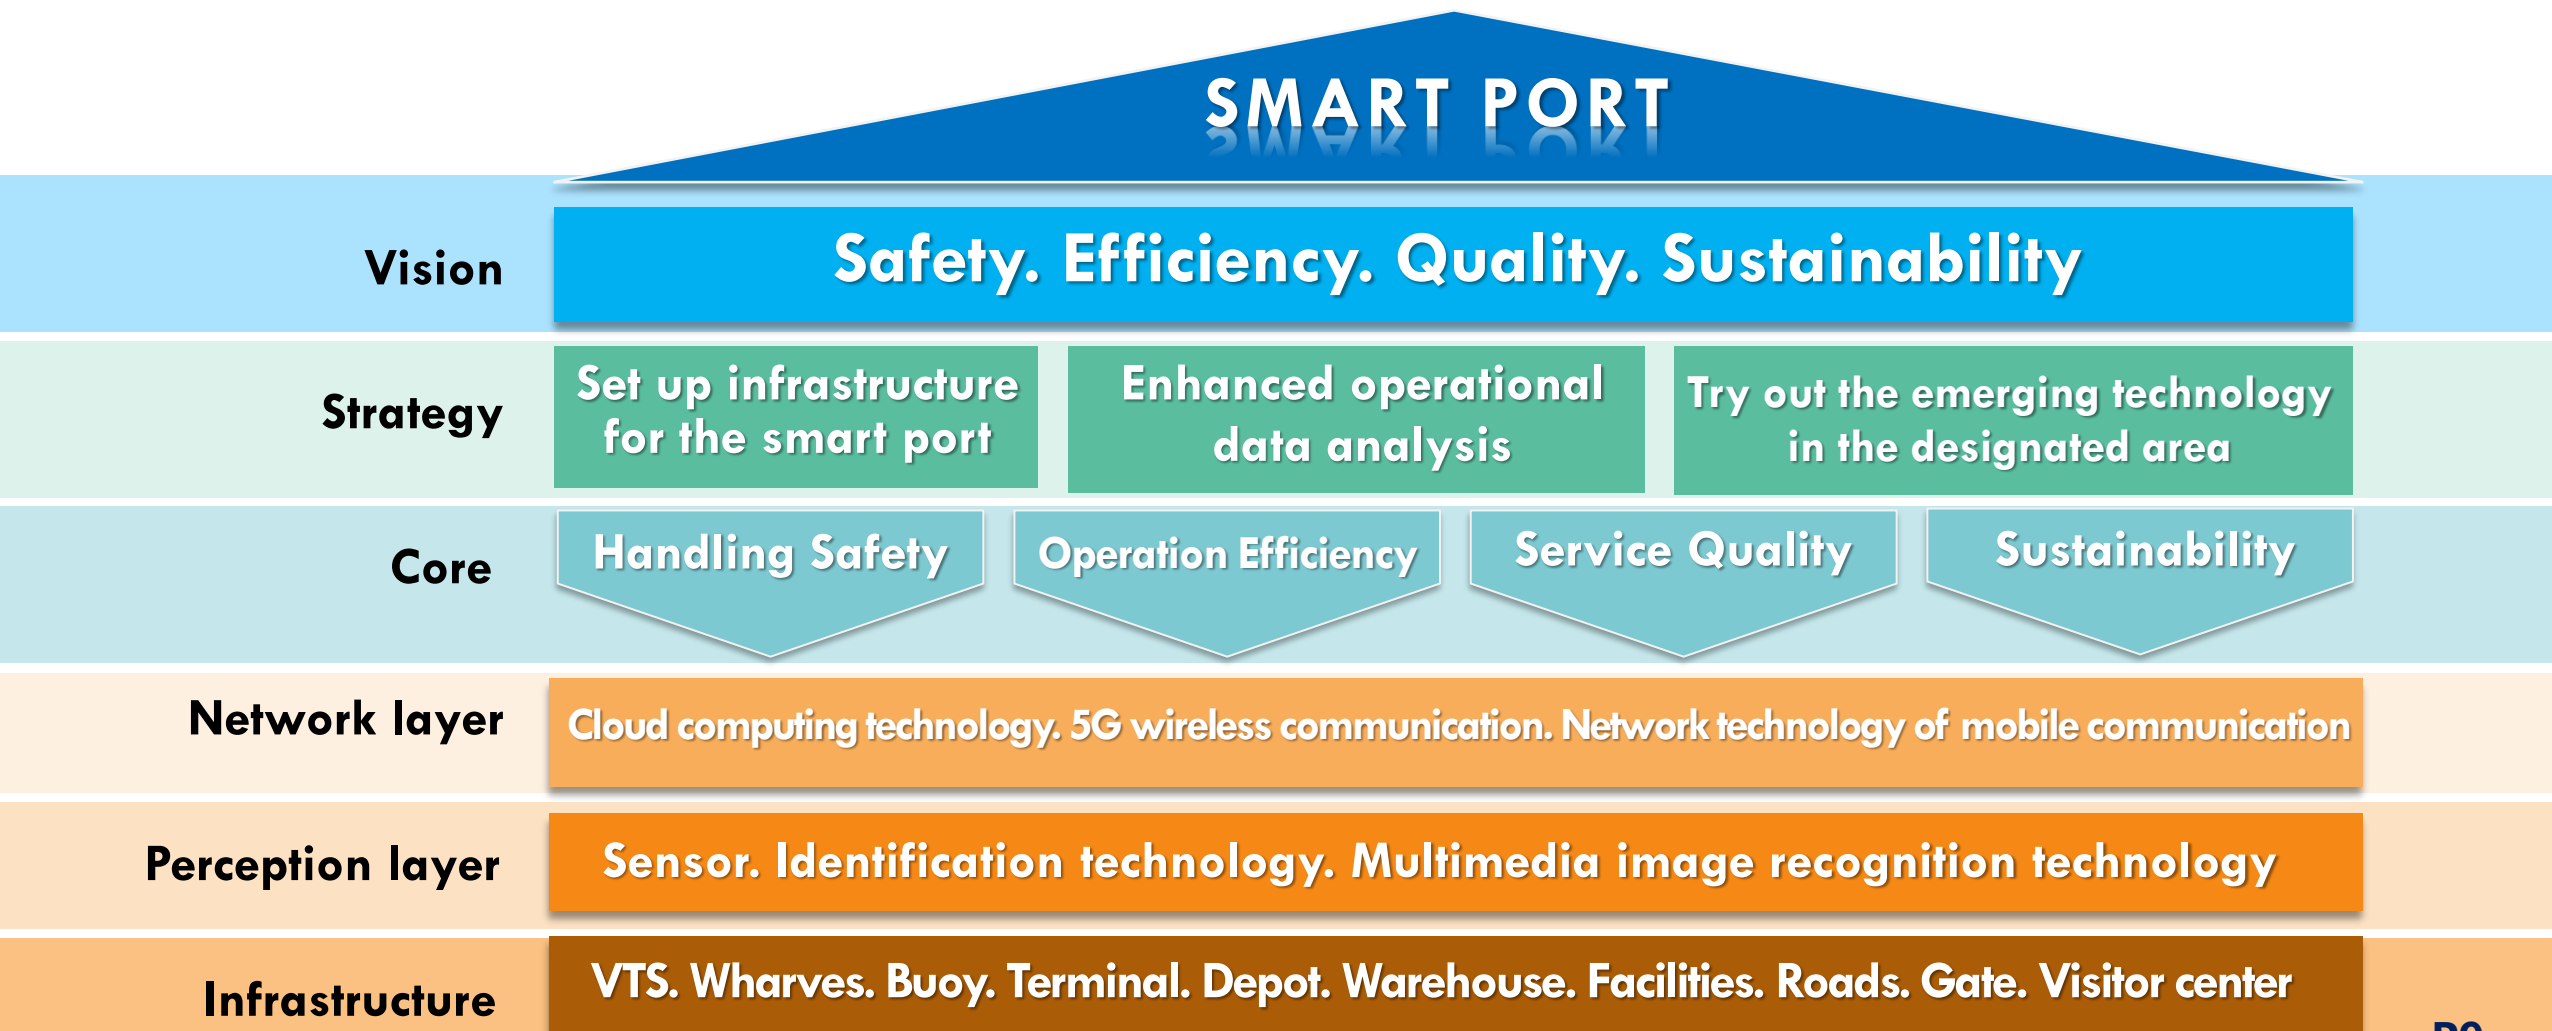 SMART PORT
Vision
Safety. Efficiency. Quality. Sustainability
Strategy
Set up infrastructure
for the smart port
Enhanced operational
data analysis
Try out the emerging technology
in the designated area
Core
Handling Safety
Operation Efficiency
Service Quality
Sustainability
Network layer
Cloud computing technology. 5G wireless communication. Network technology of mobile communication
Perception layer
Sensor. Identification technology. Multimedia image recognition technology
Infrastructure
VTS. Wharves. Buoy. Terminal. Depot. Warehouse. Facilities. Roads. Gate. Visitor center